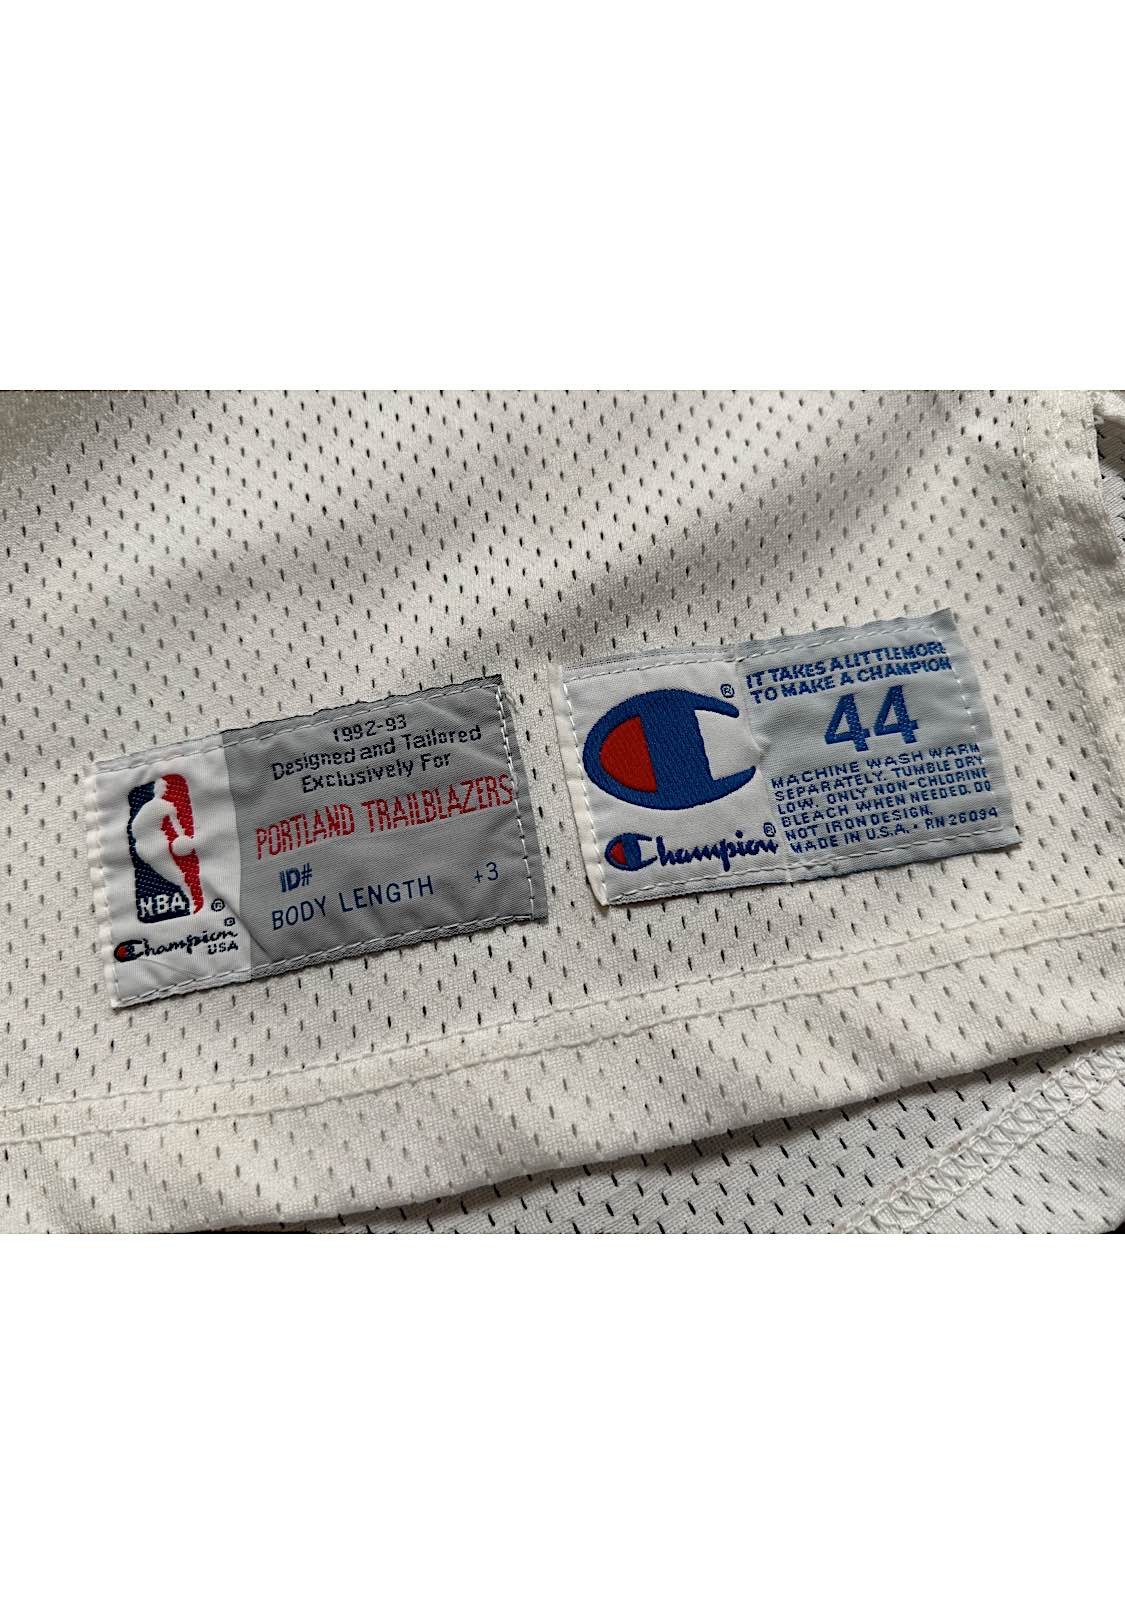 1992-93
Designed and Tailored
Exclusively For
PORTLAND TRAILBLAZERS
ID#
BODY LENGTH +3
NBA ®
Champion ®
USA
®
IT TAKES A LITTLE MORE
TO MAKE A CHAMPION
44
MACHINE WASH WARM
SEPARATELY. TUMBLE DRY
LOW. ONLY NON-CHLORINE
BLEACH WHEN NEEDED. DO
NOT IRON DESIGN.
MADE IN U.S.A. • RN 26094
Champion ®